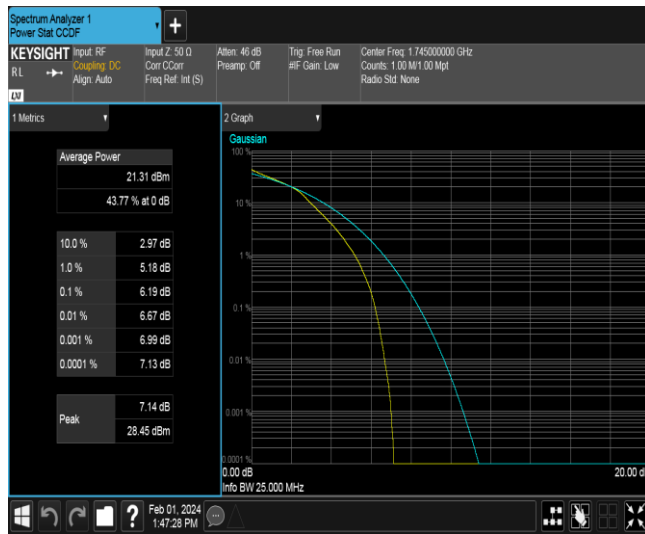 Spectrum Analyzer 1
Power Stat CCDF
+
KEYSIGHT
RL
LXI
Input: RF
Coupling: DC
Align: Auto
Input Z: 50 Ω
Corr CCorr
Freq Ref: Int (S)
Atten: 46 dB
Preamp: Off
Trig: Free Run
#IF Gain: Low
Center Freq: 1.745000000 GHz
Counts: 1.00 M/1.00 Mpt
Radio Std: None
1 Metrics
Average Power
21.31 dBm
43.77 % at 0 dB
10.0 % 2.97 dB
1.0 % 5.18 dB
0.1 % 6.19 dB
0.01 % 6.67 dB
0.001 % 6.99 dB
0.0001 % 7.13 dB
Peak
7.14 dB
28.45 dBm
2 Graph
Gaussian
100 %
10 %
1 %
0.1 %
0.01 %
0.001 %
0.0001 %
0.00 dB
20.00 d
Info BW 25.000 MHz
?
Feb 01, 2024
1:47:28 PM